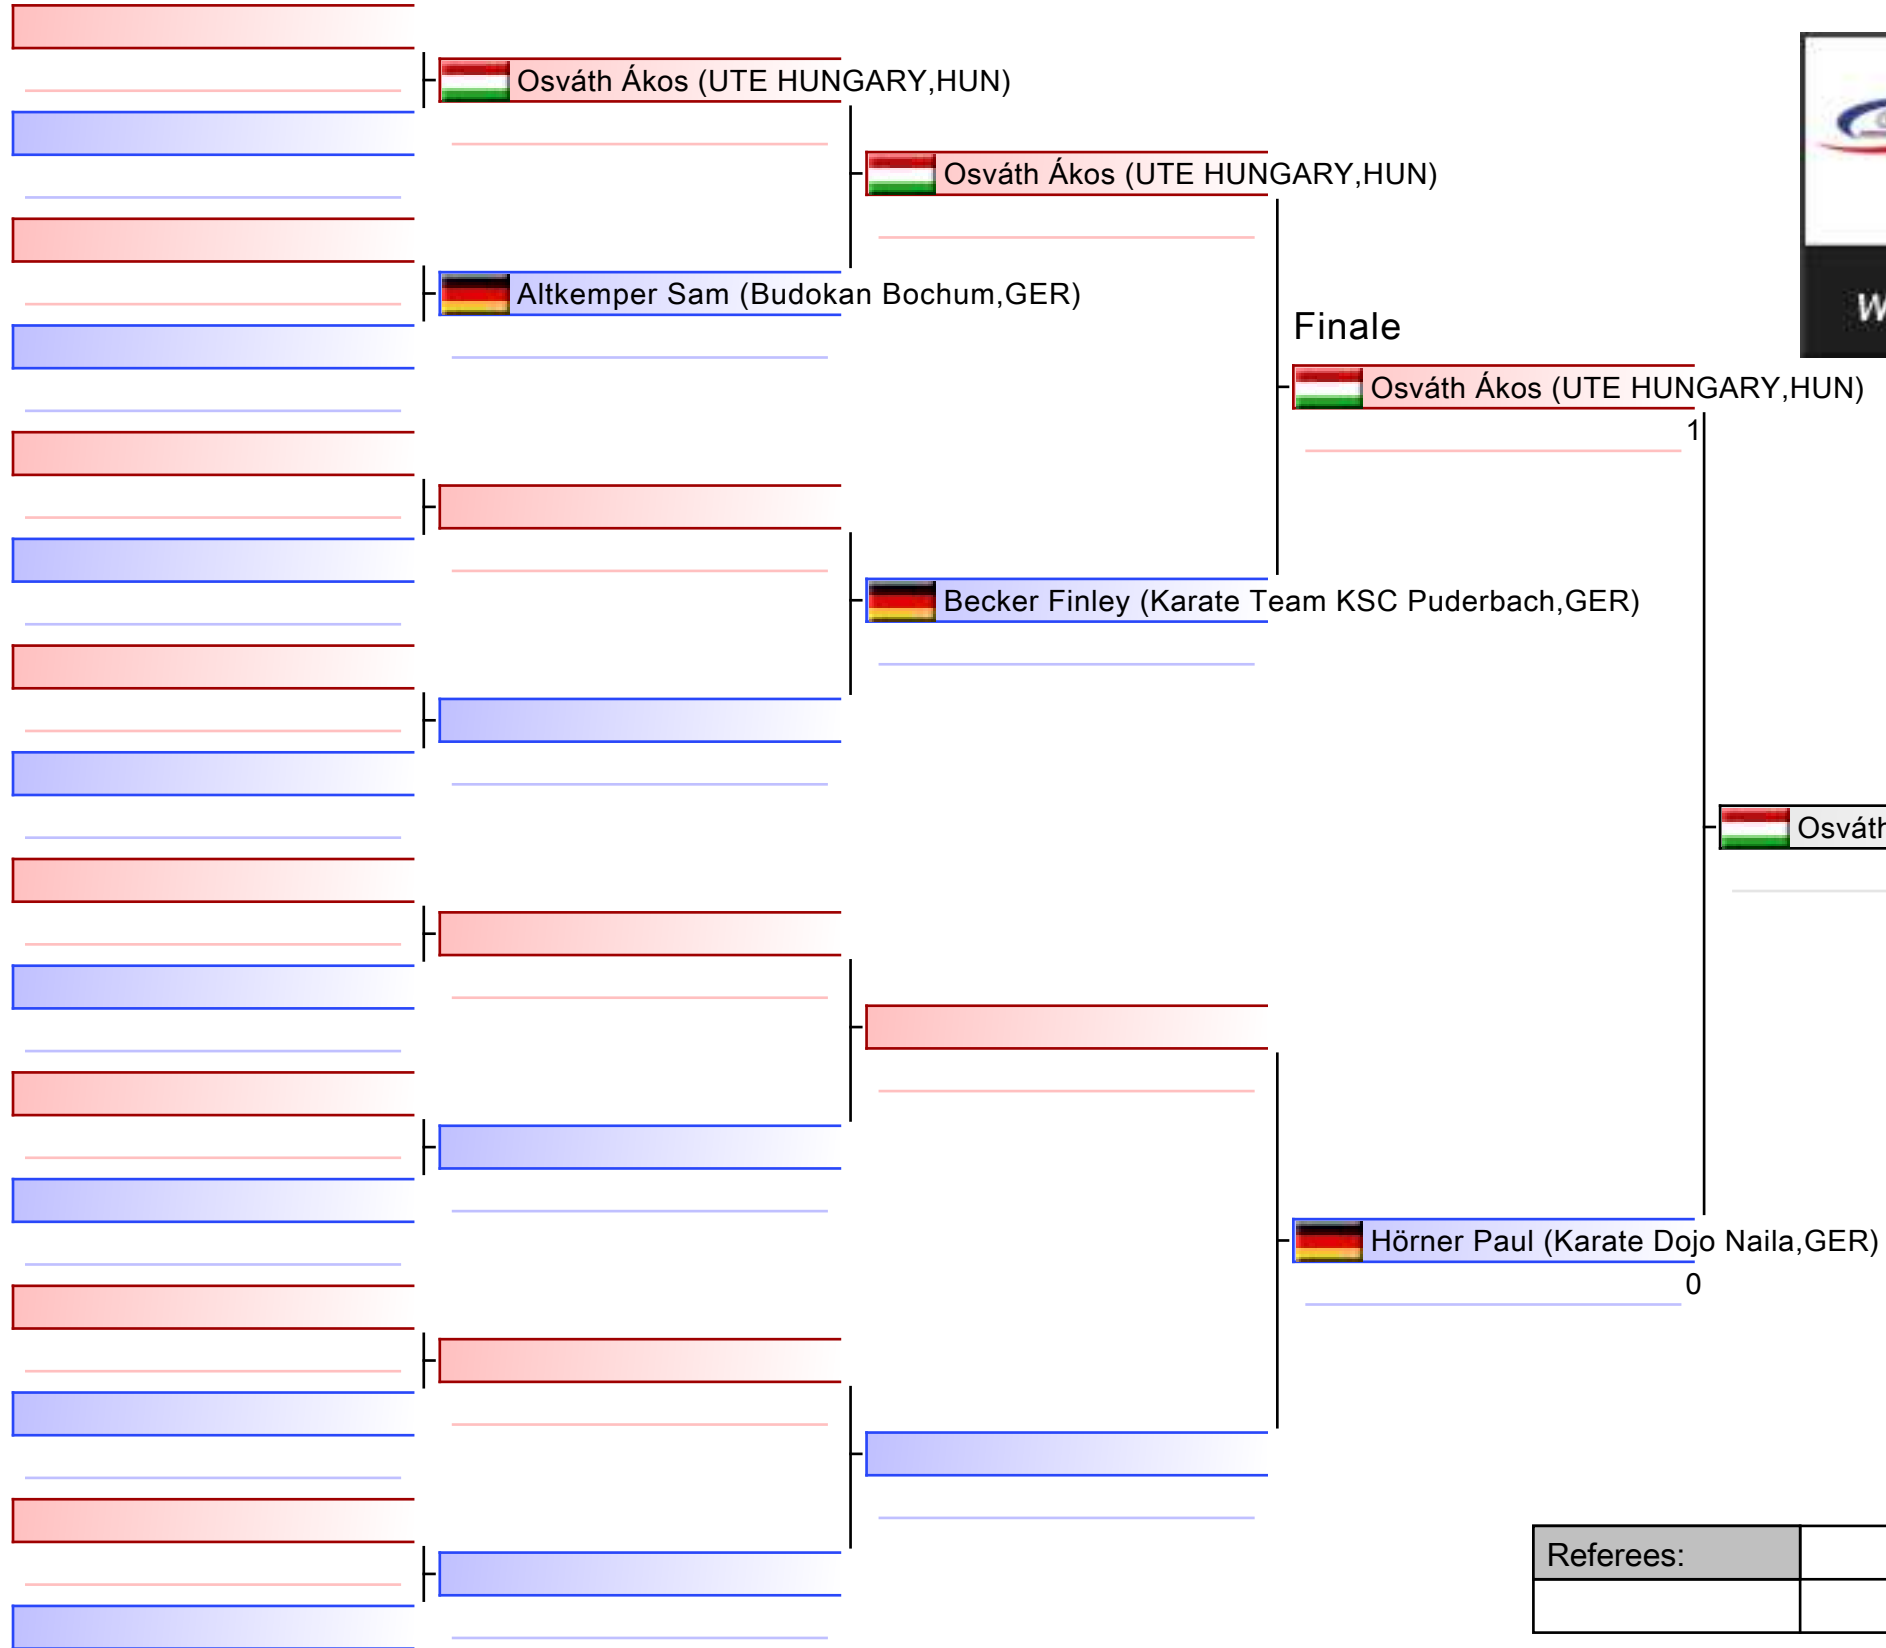 Osváth Ákos (UTE HUNGARY,HUN)
Osváth Ákos (UTE HUNGARY,HUN)
Altkemper Sam (Budokan Bochum,GER)
Finale
Osváth Ákos (UTE HUNGARY,HUN)
1
Becker Finley (Karate Team KSC Puderbach,GER)
Osváth
Hörner Paul (Karate Dojo Naila,GER)
0
Referees: